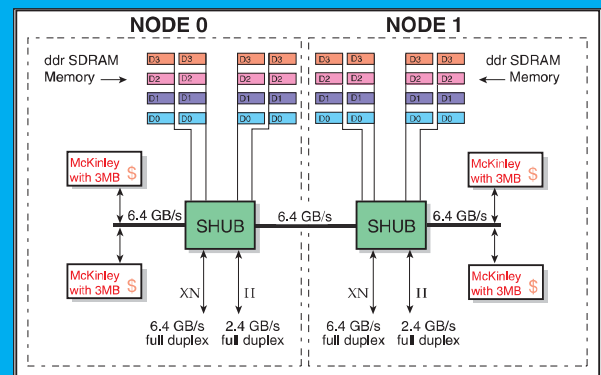 NODE 0
NODE 1
ddr SDRAM
Memory
D3 D3 D3 D3
D2 D2 D2 D2
D1 D1 D1 D1
D0 D0 D0 D0
D3 D3 D3 D3
D2 D2 D2 D2
D1 D1 D1 D1
D0 D0 D0 D0
ddr SDRAM
Memory
McKinley
with 3MB $
McKinley
with 3MB $
6.4 GB/s
SHUB
6.4 GB/s
SHUB
6.4 GB/s
McKinley
with 3MB $
McKinley
with 3MB $
XN
II
XN
II
6.4 GB/s
full duplex
2.4 GB/s
full duplex
6.4 GB/s
full duplex
2.4 GB/s
full duplex